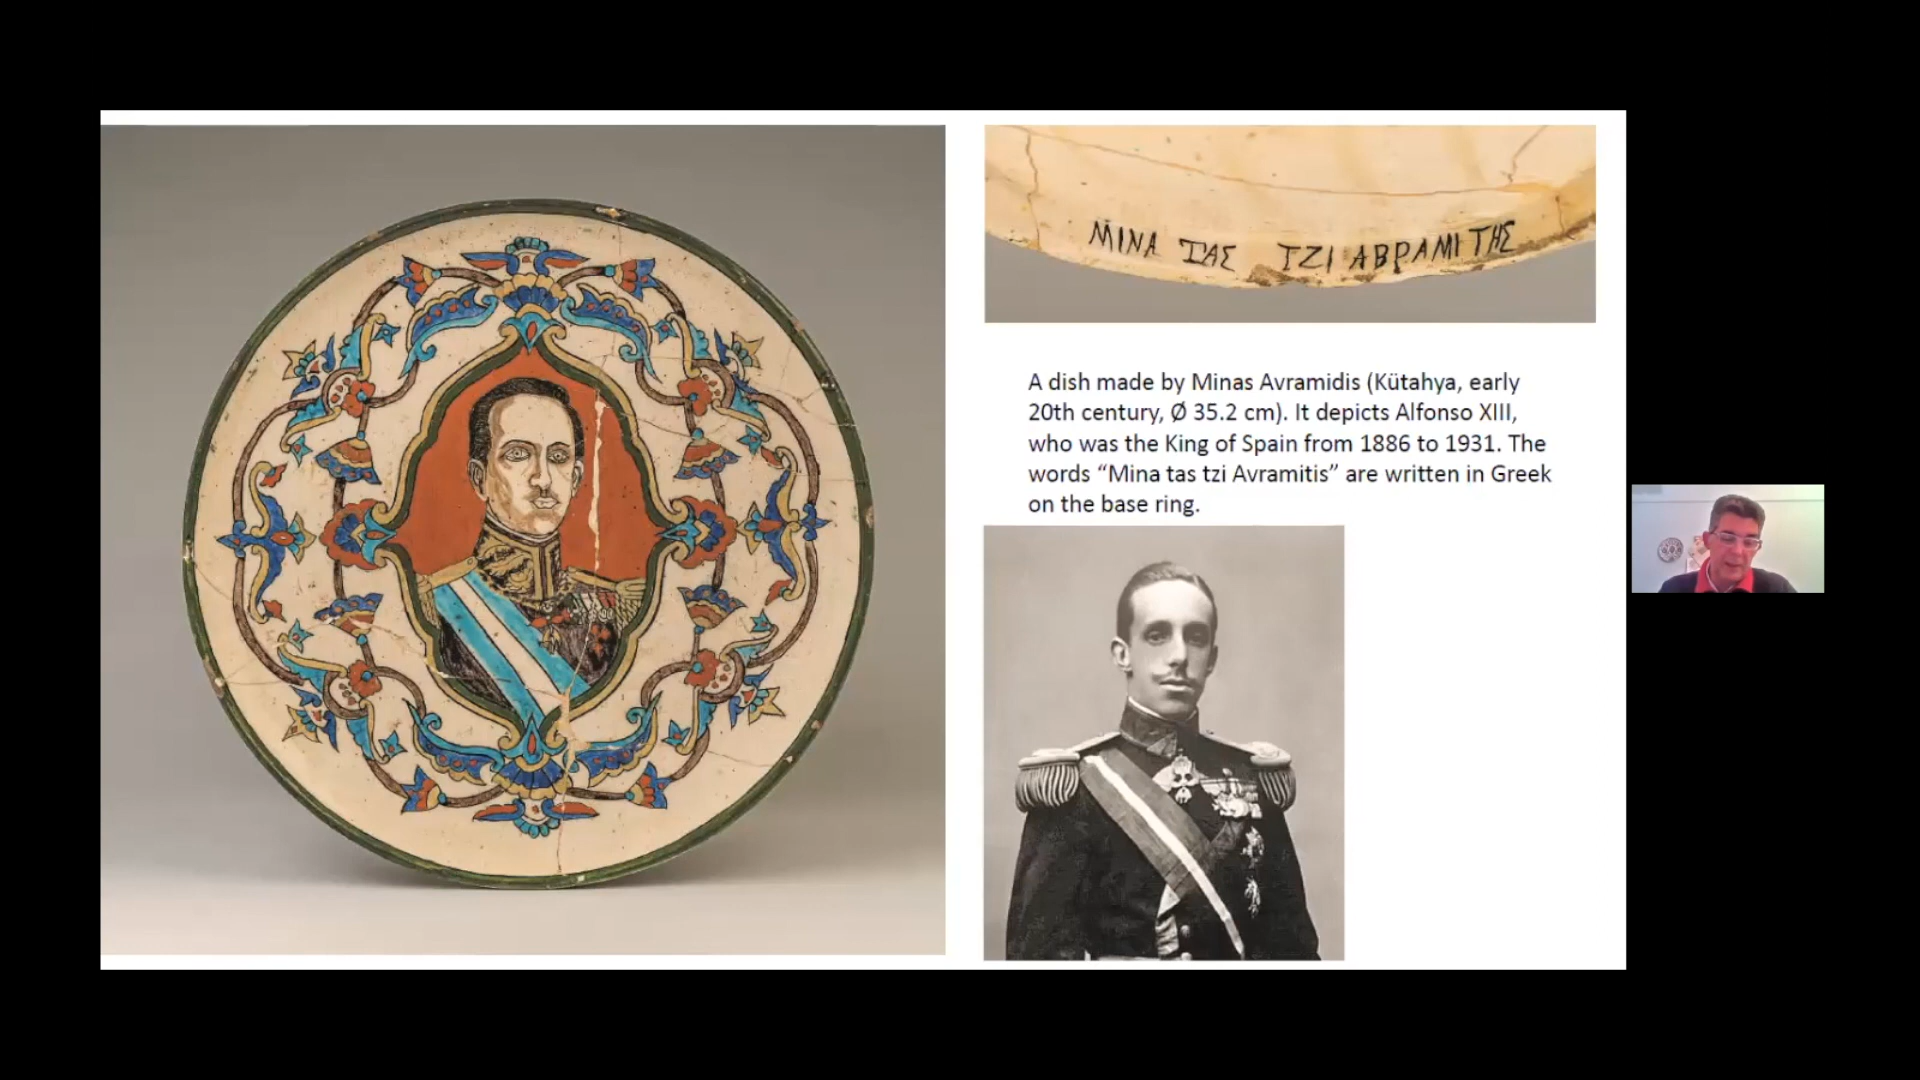 ΜΙΝΑ ΤΑΣ ΤΖΙ ΑΒΡΑΜΙΤΗΣ
A dish made by Minas Avramidis (Kütahya, early
20th century, Ø 35.2 cm). It depicts Alfonso XIII,
who was the King of Spain from 1886 to 1931. The
words “Mina tas tzi Avramitis” are written in Greek
on the base ring.